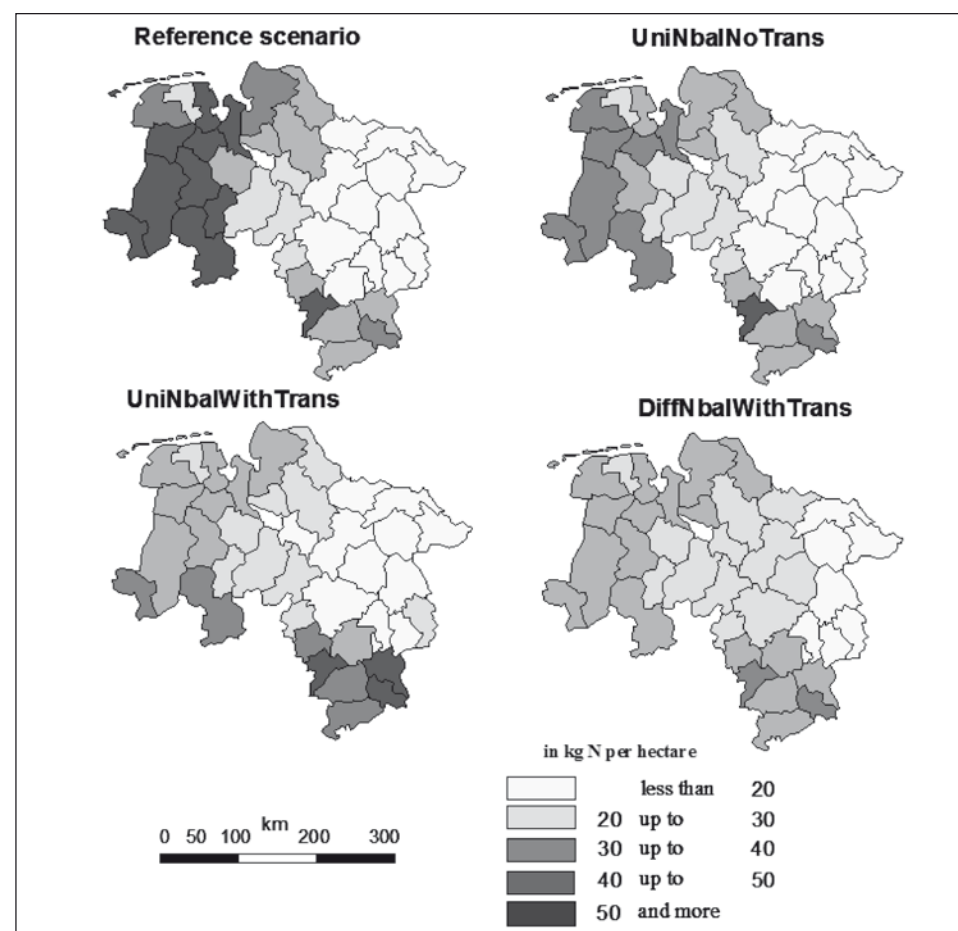 Reference scenario
UniNbalNoTrans
UniNbalWithTrans
DiffNbalWithTrans
in kg N per hectare
less than 20
20 up to 30
30 up to 40
40 up to 50
50 and more
km
0 50 100 200 300